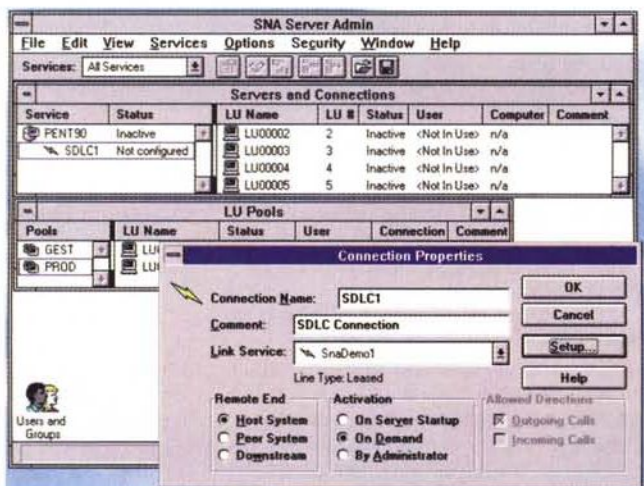 SNA Server Admin
File Edit View Services Options Security Window Help
Services: All Services
Servers and Connections
Service Status LU Name LU # Status User Computer Comment
PENT90 Inactive LU00002 2 Inactive <Not In Use> n/a
SDLC1 Not configured LU00003 3 Inactive <Not In Use> n/a
LU00004 4 Inactive <Not In Use> n/a
LU00005 5 Inactive <Not In Use> n/a
LU Pools
Pools LU Name Status User Connection Comment
GEST
PROD
Connection Properties
Connection Name: SDLC1
Comment: SDLC Connection
Link Service: SnaDemo1
Line Type: Leased
OK
Cancel
Setup...
Help
Remote End
Host System
Peer System
Downstream
Activation
On Server Startup
On Demand
By Administrator
Allowed Directions
Outgoing Calls
Incoming Calls
Users and
Groups